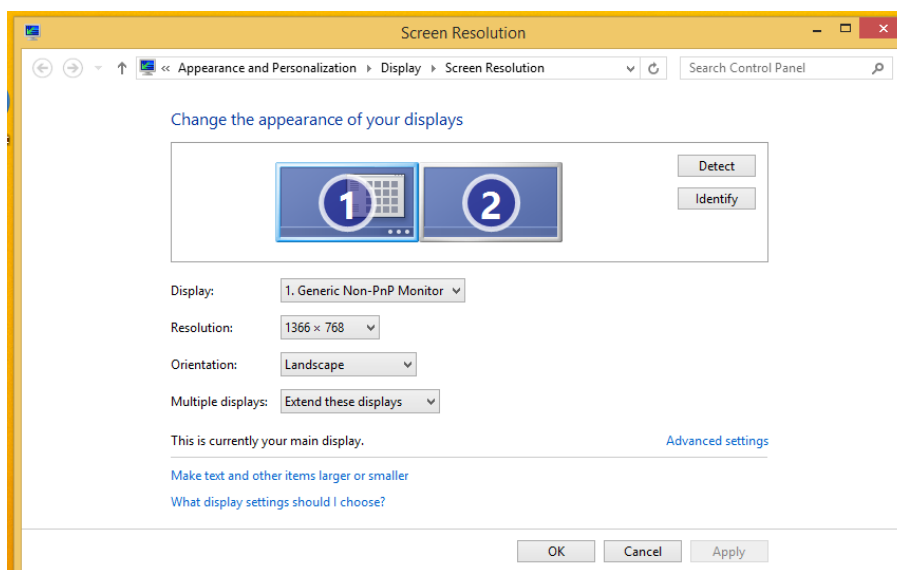 Screen Resolution
« Appearance and Personalization Display Screen Resolution Search Control Panel
Change the appearance of your displays
1 2
Detect
Identify
Display: 1. Generic Non-PnP Monitor
Resolution: 1366 × 768
Orientation: Landscape
Multiple displays: Extend these displays
This is currently your main display. Advanced settings
Make text and other items larger or smaller
What display settings should I choose?
OK Cancel Apply